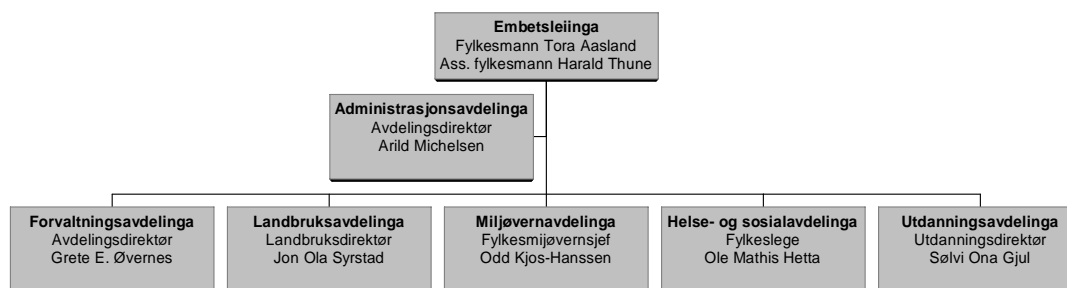 Embetsleiinga
Fylkesmann Tora Aasland
Ass. fylkesmann Harald Thune
Administrasjonsavdelinga
Avdelingsdirektør
Arild Michelsen
Forvaltningsavdelinga
Avdelingsdirektør
Grete E. Øvernes
Landbruksavdelinga
Landbruksdirektør
Jon Ola Syrstad
Miljøvernavdelinga
Fylkesmijøvernsjef
Odd Kjos-Hanssen
Helse- og sosialavdelinga
Fylkeslege
Ole Mathis Hetta
Utdanningsavdelinga
Utdanningsdirektør
Sølvi Ona Gjul